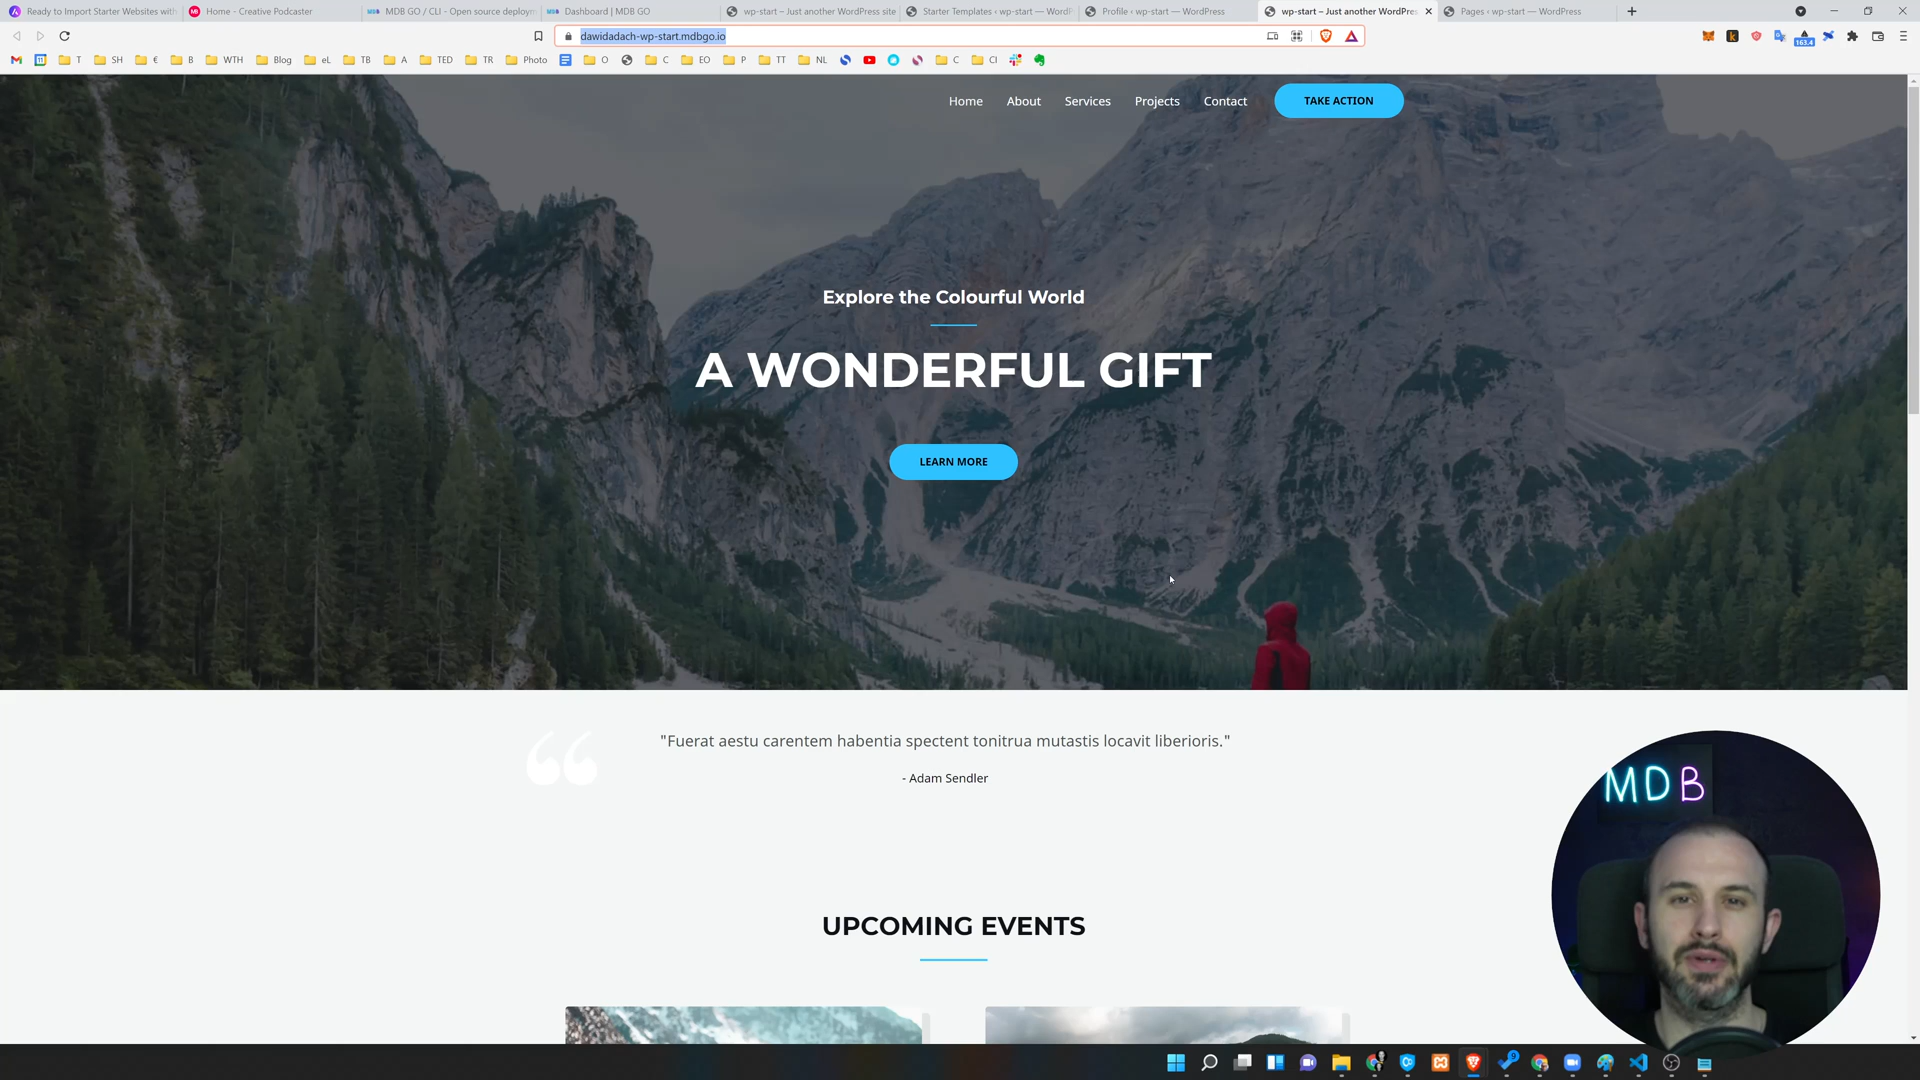 Ready to Import Starter Websites with
Home - Creative Podcaster
MDB GO / CLI - Open source deploym
Dashboard | MDB GO
wp-start – Just another WordPress site
Starter Templates ‹ wp-start — WordP
Profile ‹ wp-start — WordPress
wp-start – Just another WordPres
Pages ‹ wp-start — WordPress
dawidadach-wp-start.mdbgo.io
163.4
T
SH
€
B
WTH
Blog
eL
TB
A
TED
TR
Photo
O
C
EO
P
TT
NL
C
CI
Home
About
Services
Projects
Contact
TAKE ACTION
Explore the Colourful World
A WONDERFUL GIFT
LEARN MORE
"Fuerat aestu carentem habentia spectent tonitrua mutastis locavit liberioris."
- Adam Sendler
UPCOMING EVENTS
MDB